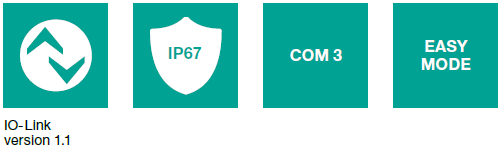 IP67
COM 3
EASY
MODE
IO-Link
version 1.1